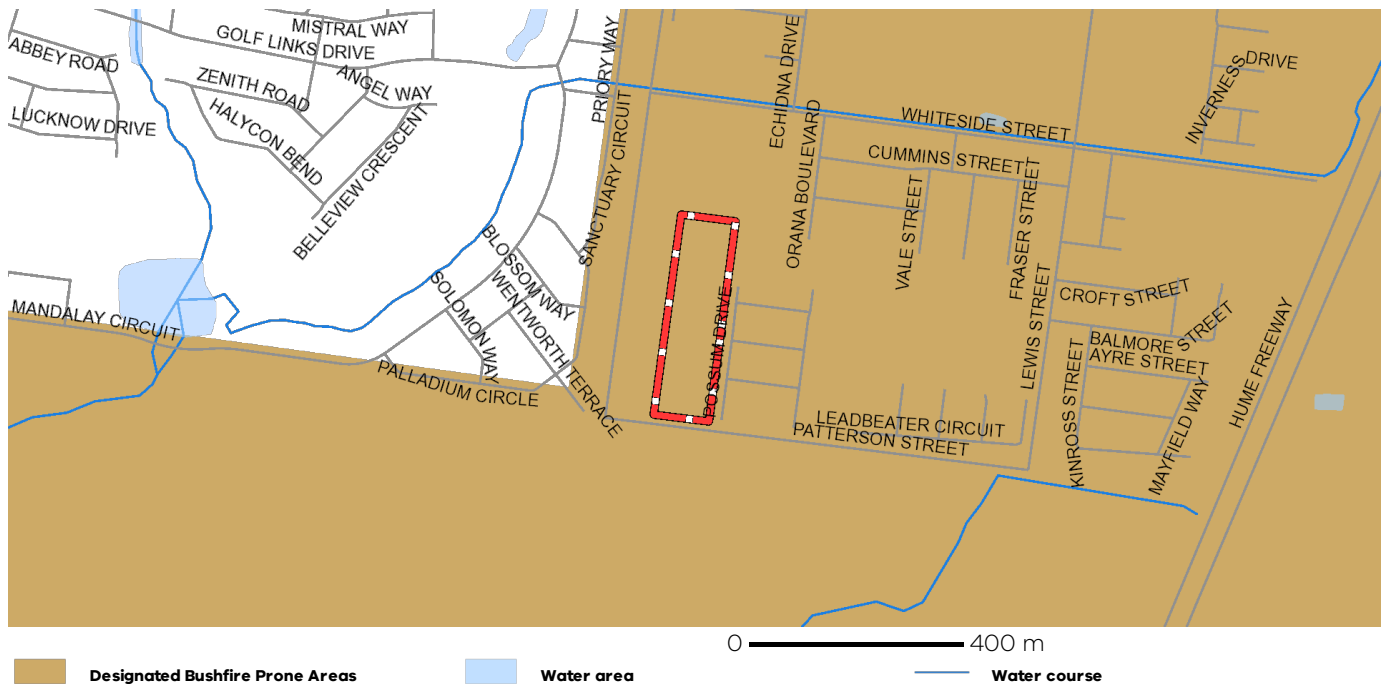 MISTRAL WAY
GOLF LINKS DRIVE
ABBEY ROAD
ZENITH ROAD
ANGEL WAY
LUCKNOW DRIVE
HALYCON BEND
BELLEVIEW CRESCENT
PRIORY WAY
SANCTUARY CIRCUIT
ECHIDNA DRIVE
ORANA BOULEVARD
WHITESIDE STREET
CUMMINS STREET
INVERNESS DRIVE
VALE STREET
FRASER STREET
LEWIS STREET
CROFT STREET
BALMORE STREET
AYRE STREET
HUME FREEWAY
KINROSS STREET
MAYFIELD WAY
BLOSSOM WAY
WENTWORTH TERRACE
SOLOMON WAY
MANDALAY CIRCUIT
PALLADIUM CIRCLE
POSSUM DRIVE
LEADBEATER CIRCUIT
PATTERSON STREET
0 400 m
Designated Bushfire Prone Areas
Water area
Water course